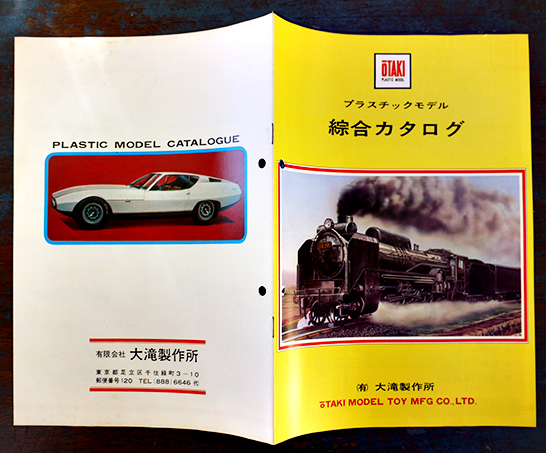 PLASTIC MODEL CATALOGUE
有限会社 大滝製作所
東京都足立区千住緑町3-10
郵便番号120 TEL(888)6646 代
ōTAKI
PLASTIC MODEL
プラスチックモデル
綜合カタログ
(有) 大滝製作所
ōTAKI MODEL TOY MFG CO.,LTD.